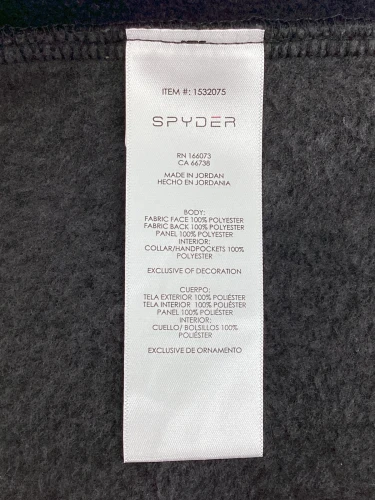 ITEM #: 1532075
SPYDER
RN 166073
CA 66738
MADE IN JORDAN
HECHO EN JORDANIA
BODY:
FABRIC FACE 100% POLYESTER
FABRIC BACK 100% POLYESTER
PANEL 100% POLYESTER
INTERIOR:
COLLAR/HANDPOCKETS 100%
POLYESTER
EXCLUSIVE OF DECORATION
CUERPO:
TELA EXTERIOR 100% POLIÉSTER
TELA INTERIOR 100% POLIÉSTER
PANEL 100% POLIÉSTER
INTERIOR:
CUELLO/ BOLSILLOS 100%
POLIÉSTER
EXCLUSIVE DE ORNAMENTO